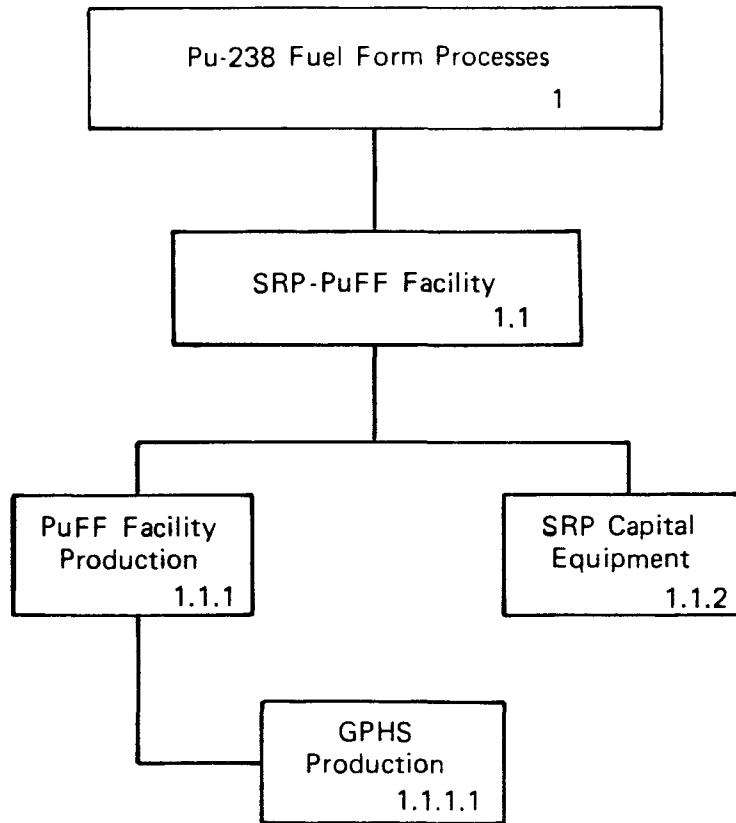 Pu-238 Fuel Form Processes
1
SRP-PuFF Facility
1.1
PuFF Facility
Production
1.1.1
SRP Capital
Equipment
1.1.2
GPHS
Production
1.1.1.1